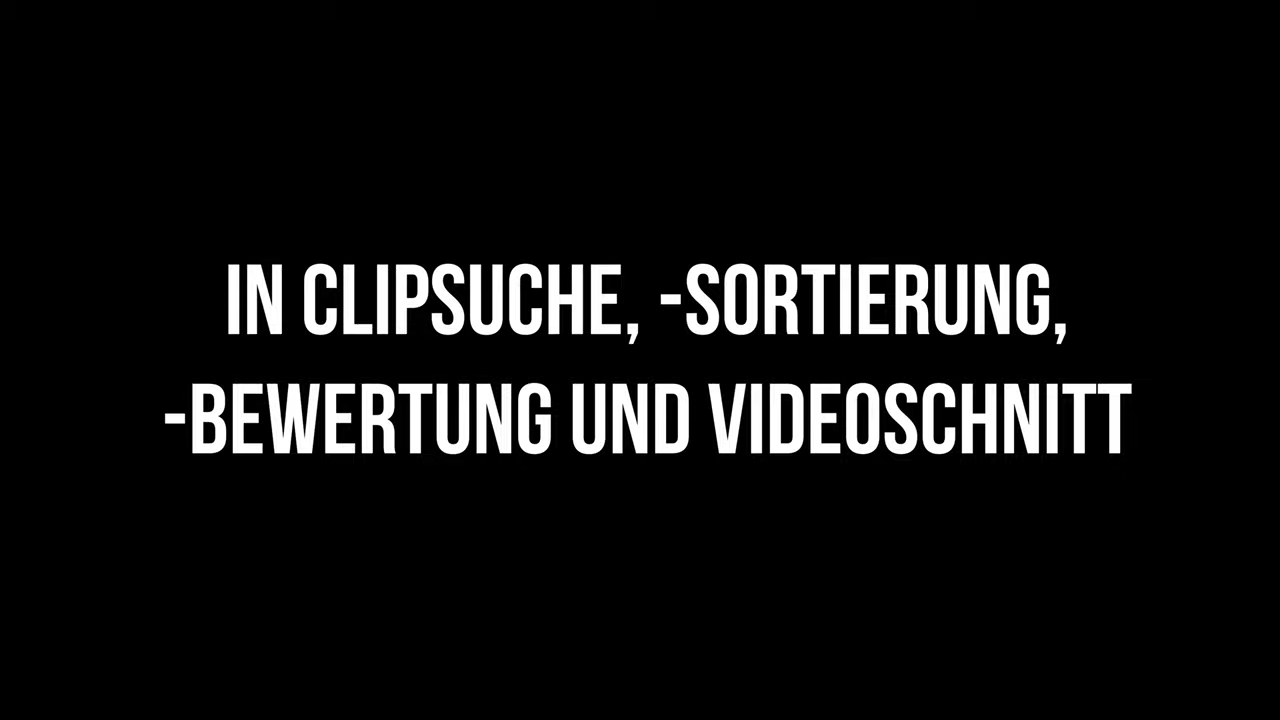 IN CLIPSUCHE, -SORTIERUNG,
-BEWERTUNG UND VIDEOSCHNITT